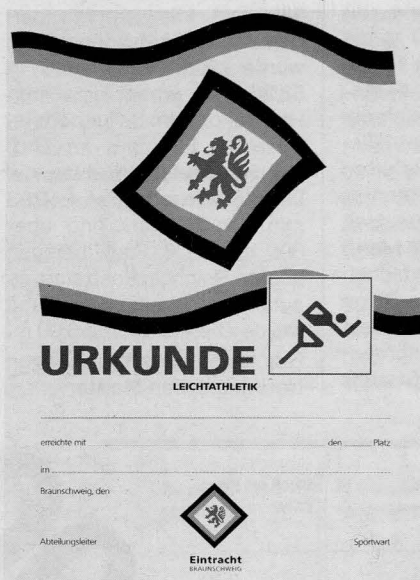 URKUNDE
LEICHTATHLETIK
erreichte mit den Platz
im
Braunschweig, den
Abteilungsleiter Sportwart
Eintracht
BRAUNSCHWEIG